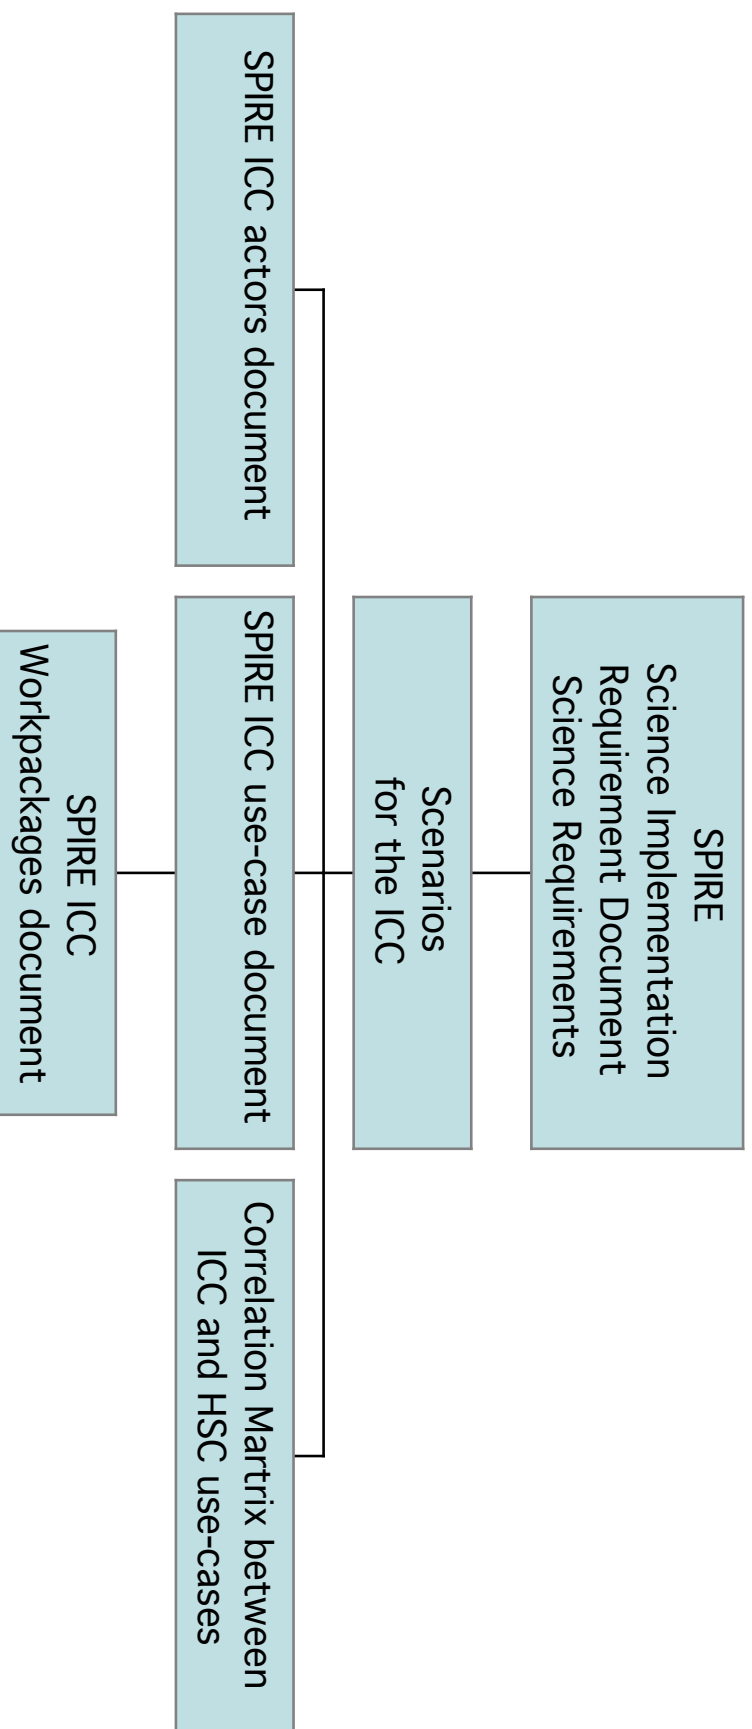 SPIRE
Science Implementation
Requirement Document
Science Requirements
Scenarios
for the ICC
SPIRE ICC actors document
SPIRE ICC use-case document
Correlation Martrix between
ICC and HSC use-cases
SPIRE ICC
Workpackages document